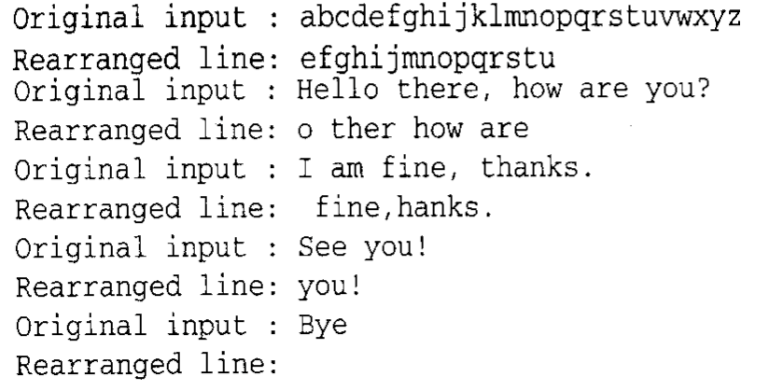 Original input : abcdefghijklmnopqrstuvwxyz
Rearranged line: efghijmnopqrstu
Original input : Hello there, how are you?
Rearranged line: o ther how are
Original input : I am fine, thanks.
Rearranged line:  fine,hanks.
Original input : See you!
Rearranged line: you!
Original input : Bye
Rearranged line: